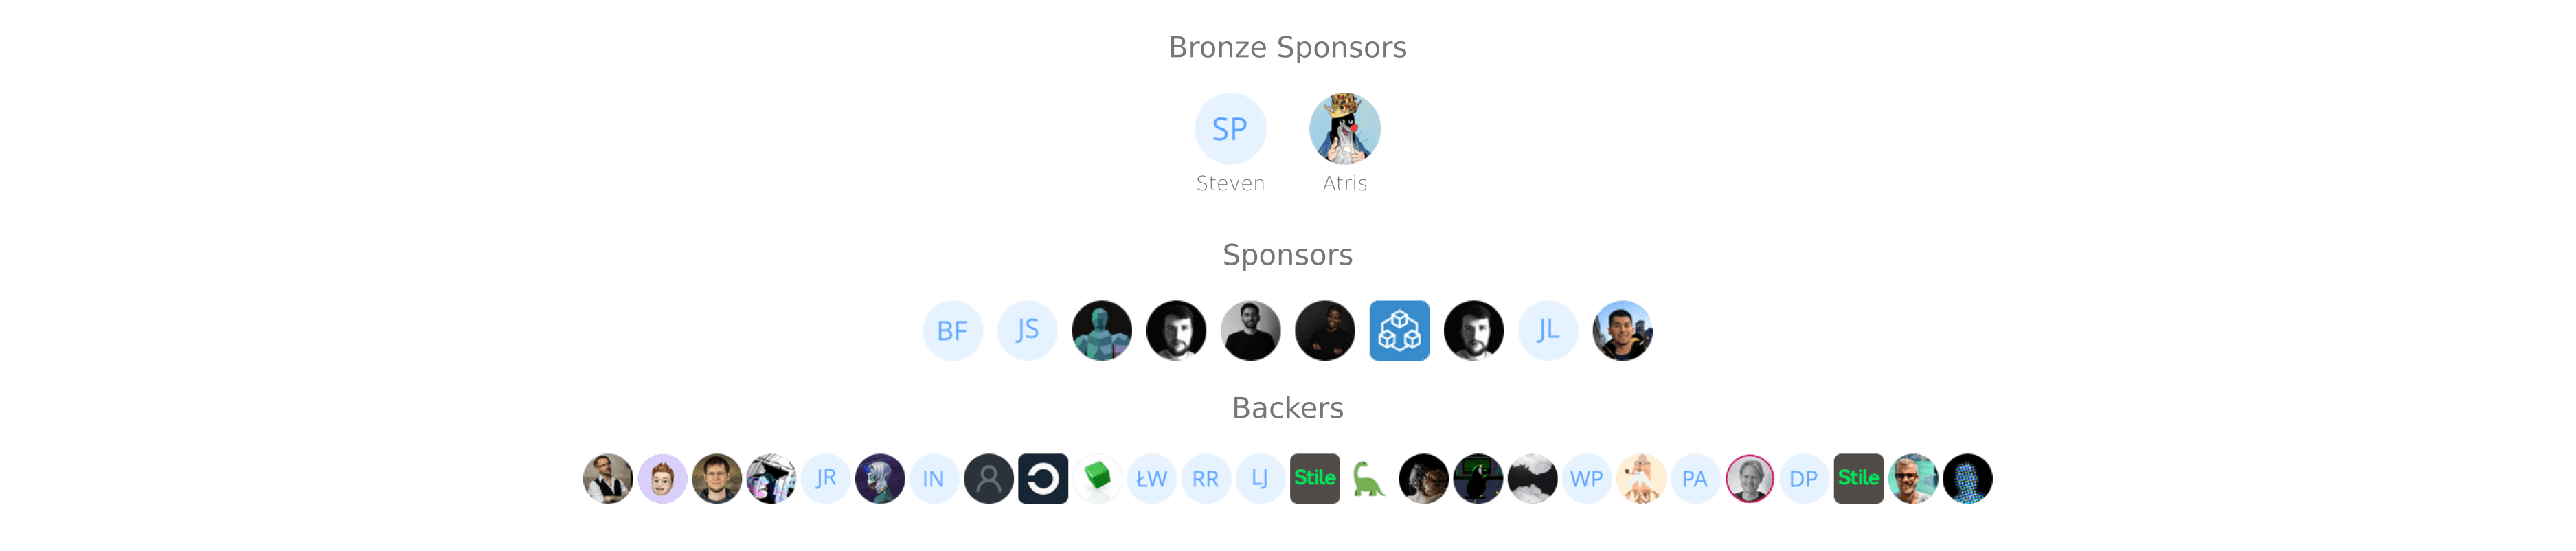 Bronze Sponsors
SP
Steven Atris
Sponsors
BF JS JL
Backers
JR IN ŁW RR LJ Stile WP PA DP Stile